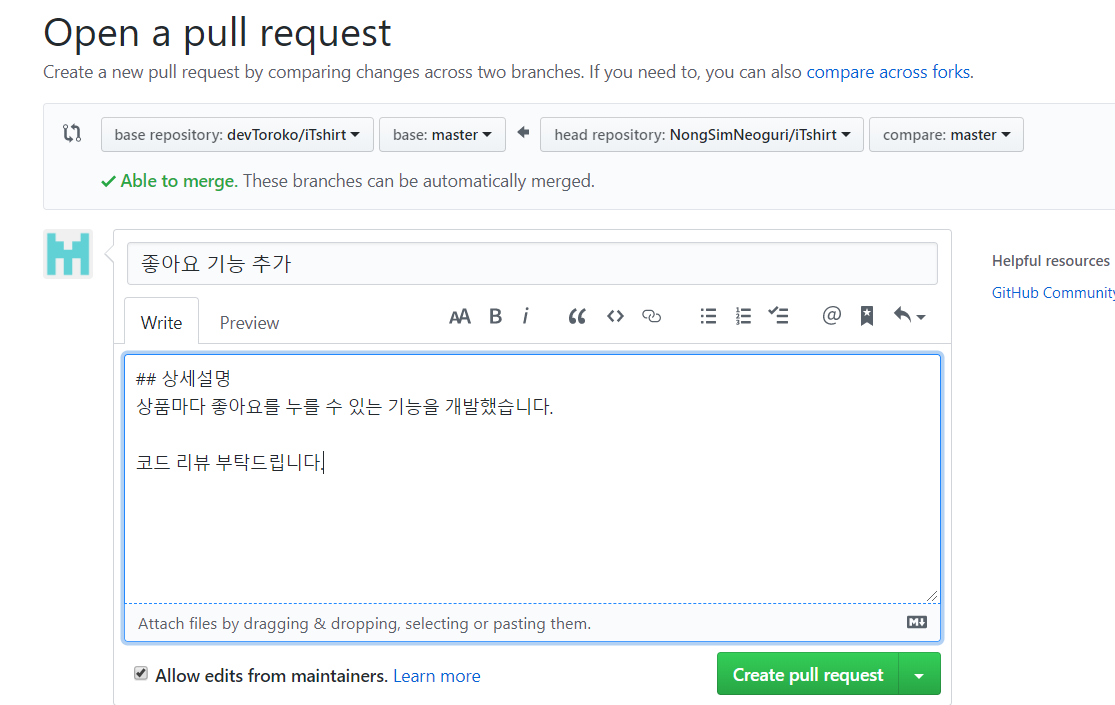 Open a pull request
Create a new pull request by comparing changes across two branches. If you need to, you can also compare across forks.
base repository: devToroko/iTshirt base: master head repository: NongSimNeoguri/iTshirt compare: master
Able to merge. These branches can be automatically merged.
좋아요 기능 추가
Helpful resources
Write Preview AA B i @
GitHub Community
## 상세설명
상품마다 좋아요를 누를 수 있는 기능을 개발했습니다.
코드 리뷰 부탁드립니다.
Attach files by dragging & dropping, selecting or pasting them. M↓
Allow edits from maintainers. Learn more Create pull request